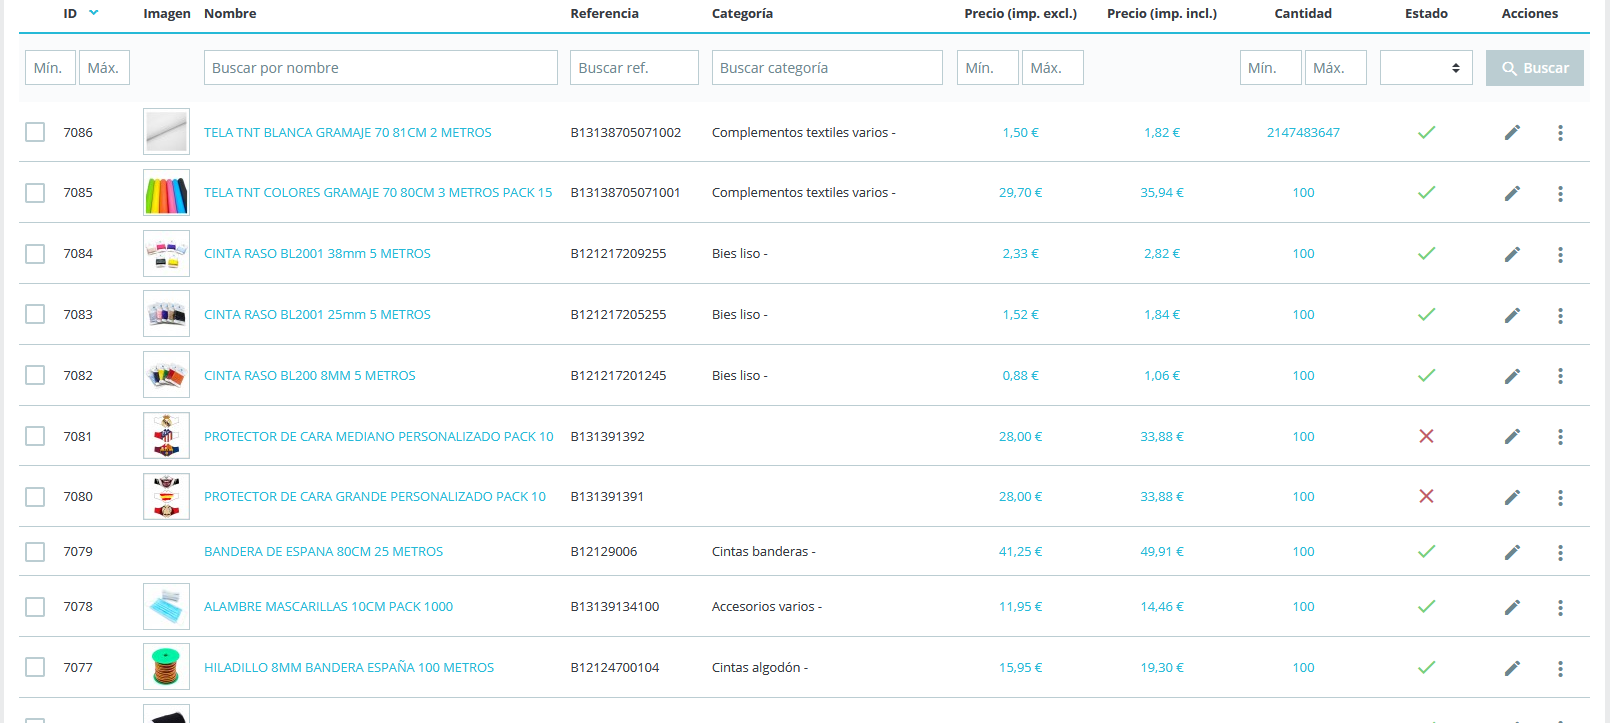 ID Imagen Nombre Referencia Categoría Precio (imp. excl.) Precio (imp. incl.) Cantidad Estado Acciones
Mín. Máx. Buscar por nombre Buscar ref. Buscar categoría Mín. Máx. Mín. Máx. Buscar
7086 TELA TNT BLANCA GRAMAJE 70 81CM 2 METROS B13138705071002 Complementos textiles varios - 1,50 € 1,82 € 2147483647
7085 TELA TNT COLORES GRAMAJE 70 80CM 3 METROS PACK 15 B13138705071001 Complementos textiles varios - 29,70 € 35,94 € 100
7084 CINTA RASO BL2001 38mm 5 METROS B121217209255 Bies liso - 2,33 € 2,82 € 100
7083 CINTA RASO BL2001 25mm 5 METROS B121217205255 Bies liso - 1,52 € 1,84 € 100
7082 CINTA RASO BL200 8MM 5 METROS B121217201245 Bies liso - 0,88 € 1,06 € 100
7081 PROTECTOR DE CARA MEDIANO PERSONALIZADO PACK 10 B131391392 28,00 € 33,88 € 100
7080 PROTECTOR DE CARA GRANDE PERSONALIZADO PACK 10 B131391391 28,00 € 33,88 € 100
7079 BANDERA DE ESPANA 80CM 25 METROS B12129006 Cintas banderas - 41,25 € 49,91 € 100
7078 ALAMBRE MASCARILLAS 10CM PACK 1000 B13139134100 Accesorios varios - 11,95 € 14,46 € 100
7077 HILADILLO 8MM BANDERA ESPAÑA 100 METROS B12124700104 Cintas algodón - 15,95 € 19,30 € 100